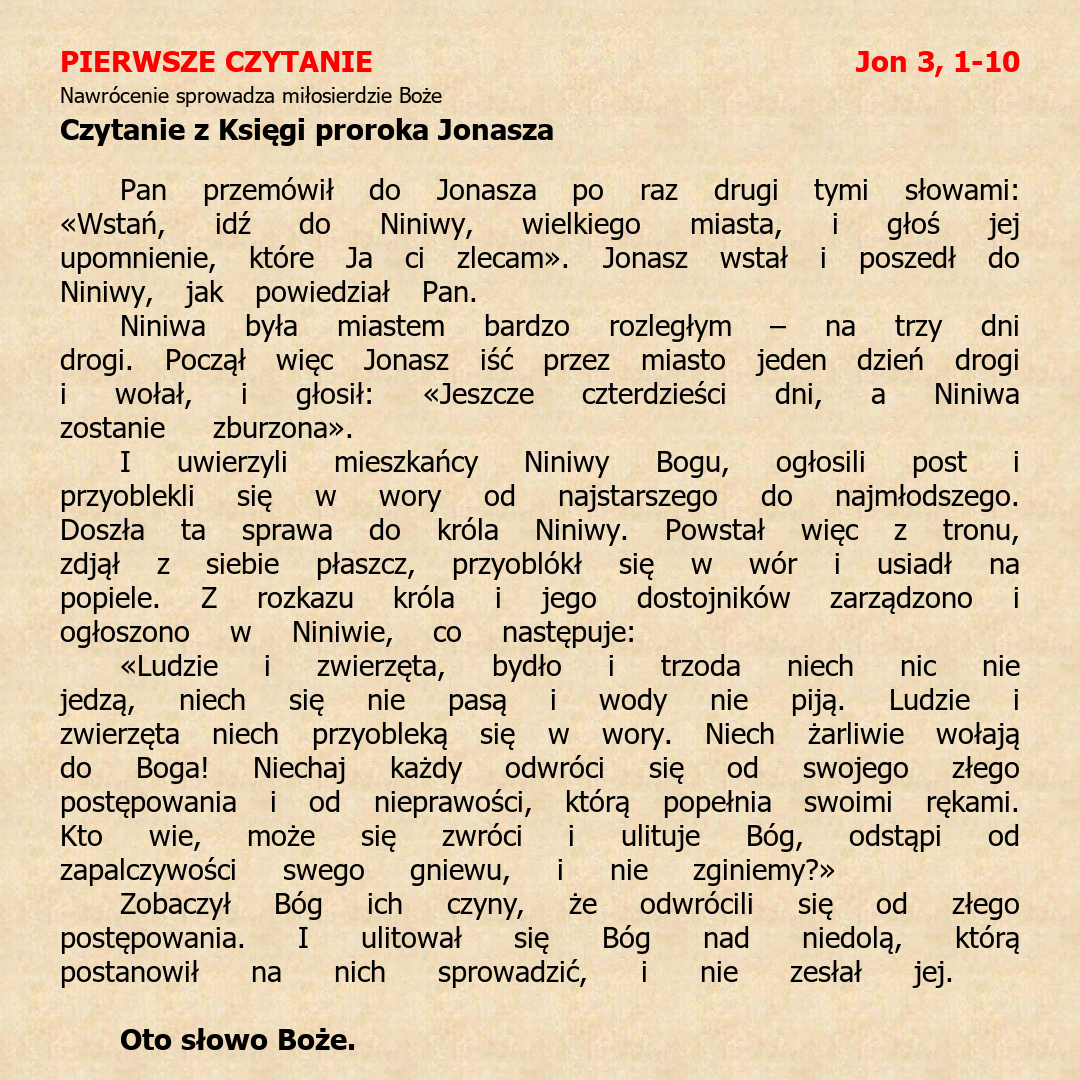 PIERWSZE CZYTANIE Jon 3, 1-10
Nawrócenie sprowadza miłosierdzie Boże
Czytanie z Księgi proroka Jonasza
Pan przemówił do Jonasza po raz drugi tymi słowami:
«Wstań, idź do Niniwy, wielkiego miasta, i głoś jej
upomnienie, które Ja ci zlecam». Jonasz wstał i poszedł do
Niniwy, jak powiedział Pan.
Niniwa była miastem bardzo rozległym – na trzy dni
drogi. Począł więc Jonasz iść przez miasto jeden dzień drogi
i wołał, i głosił: «Jeszcze czterdzieści dni, a Niniwa
zostanie zburzona».
I uwierzyli mieszkańcy Niniwy Bogu, ogłosili post i
przyoblekli się w wory od najstarszego do najmłodszego.
Doszła ta sprawa do króla Niniwy. Powstał więc z tronu,
zdjął z siebie płaszcz, przyoblókł się w wór i usiadł na
popiele. Z rozkazu króla i jego dostojników zarządzono i
ogłoszono w Niniwie, co następuje:
«Ludzie i zwierzęta, bydło i trzoda niech nic nie
jedzą, niech się nie pasą i wody nie piją. Ludzie i
zwierzęta niech przyobleką się w wory. Niech żarliwie wołają
do Boga! Niechaj każdy odwróci się od swojego złego
postępowania i od nieprawości, którą popełnia swoimi rękami.
Kto wie, może się zwróci i ulituje Bóg, odstąpi od
zapalczywości swego gniewu, i nie zginiemy?»
Zobaczył Bóg ich czyny, że odwrócili się od złego
postępowania. I ulitował się Bóg nad niedolą, którą
postanowił na nich sprowadzić, i nie zesłał jej.
Oto słowo Boże.